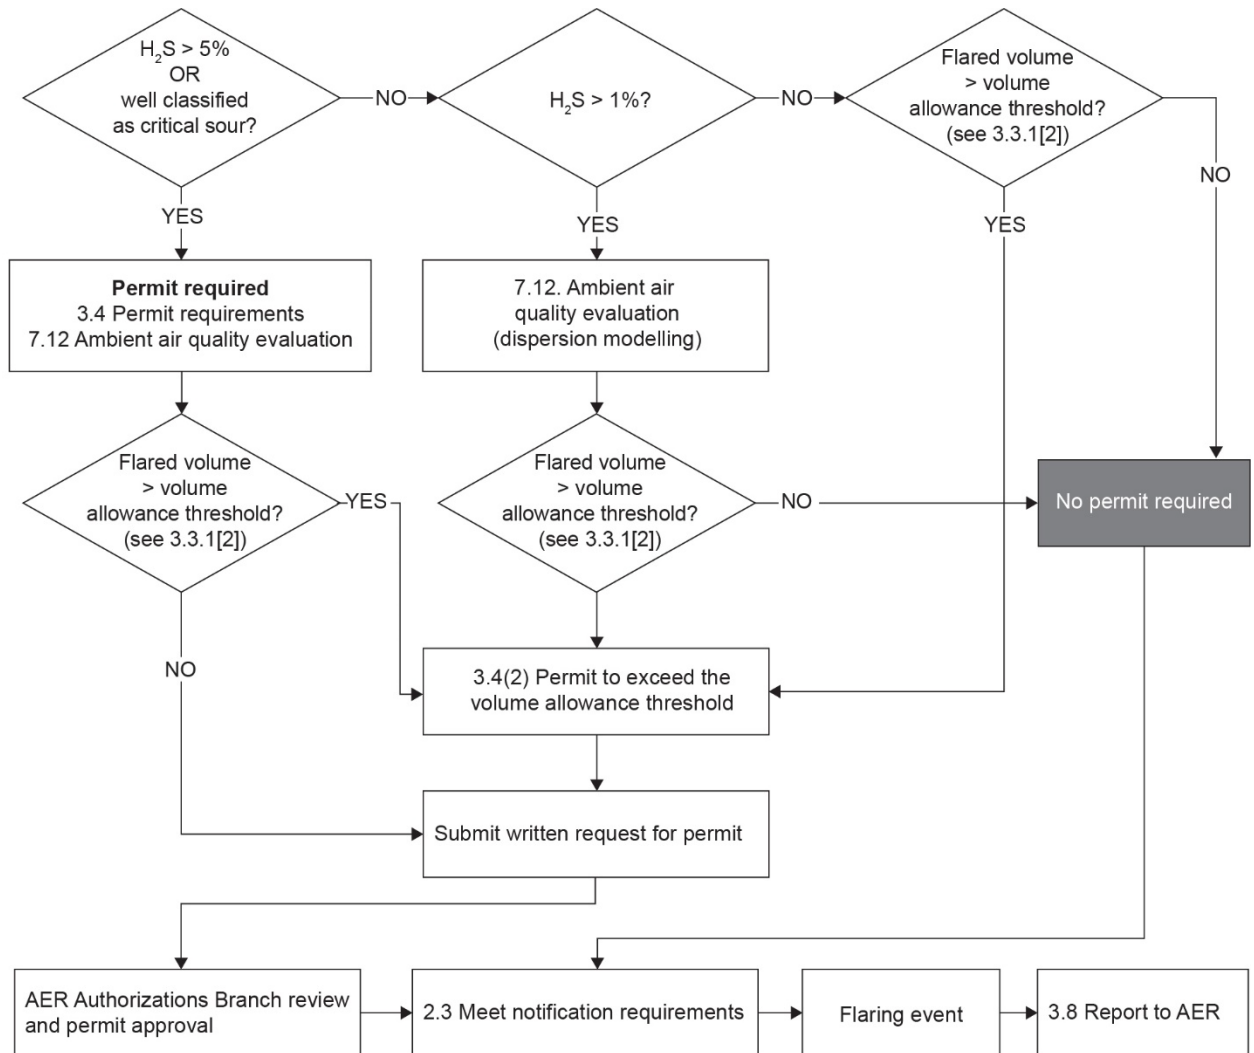 H2S > 5%
OR
well classified
as critical sour?
NO
H2S > 1%?
NO
Flared volume
> volume
allowance threshold?
(see 3.3.1[2])
NO
YES
YES
YES
Permit required
3.4 Permit requirements
7.12 Ambient air quality evaluation
7.12. Ambient air
quality evaluation
(dispersion modelling)
Flared volume
> volume
allowance threshold?
(see 3.3.1[2])
YES
Flared volume
> volume
allowance threshold?
(see 3.3.1[2])
NO
No permit required
NO
3.4(2) Permit to exceed the
volume allowance threshold
Submit written request for permit
AER Authorizations Branch review
and permit approval
2.3 Meet notification requirements
Flaring event
3.8 Report to AER